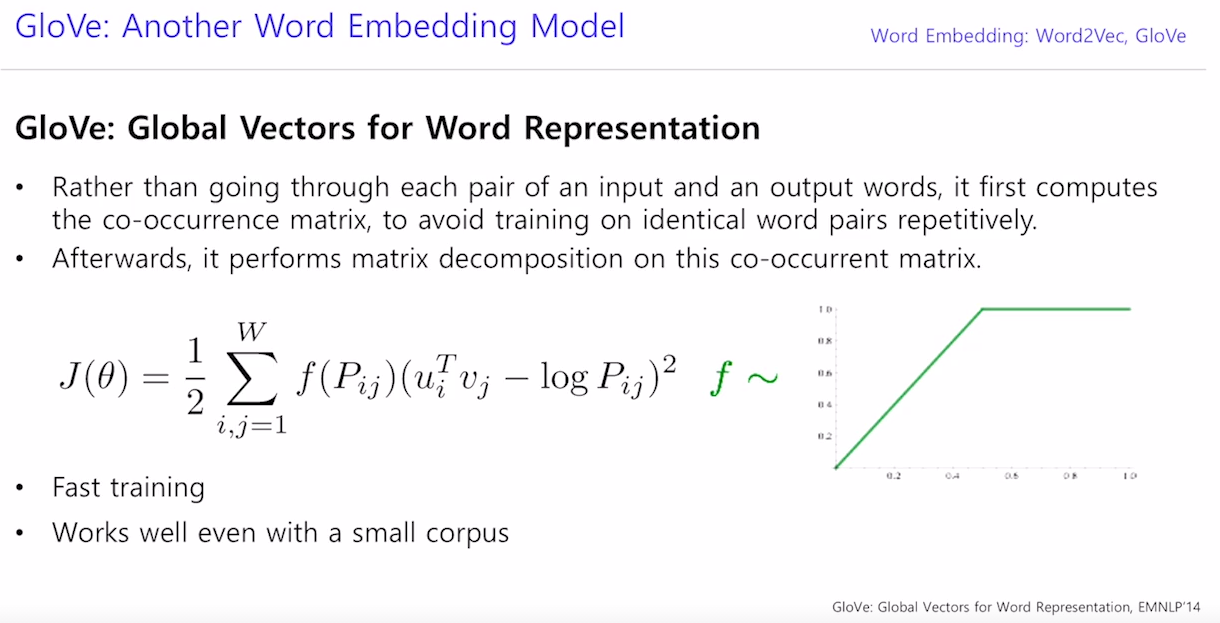 GloVe: Another Word Embedding Model
Word Embedding: Word2Vec, GloVe
GloVe: Global Vectors for Word Representation
• Rather than going through each pair of an input and an output words, it first computes
the co-occurrence matrix, to avoid training on identical word pairs repetitively.
• Afterwards, it performs matrix decomposition on this co-occurrent matrix.
J(θ) = 1/2 ∑_{i,j=1}^{W} f(P_{ij})(u_i^T v_j − log P_{ij})^2 f ∼
1.0
0.8
0.6
0.4
0.2
0.2 0.4 0.6 0.8 1.0
• Fast training
• Works well even with a small corpus
GloVe: Global Vectors for Word Representation, EMNLP'14